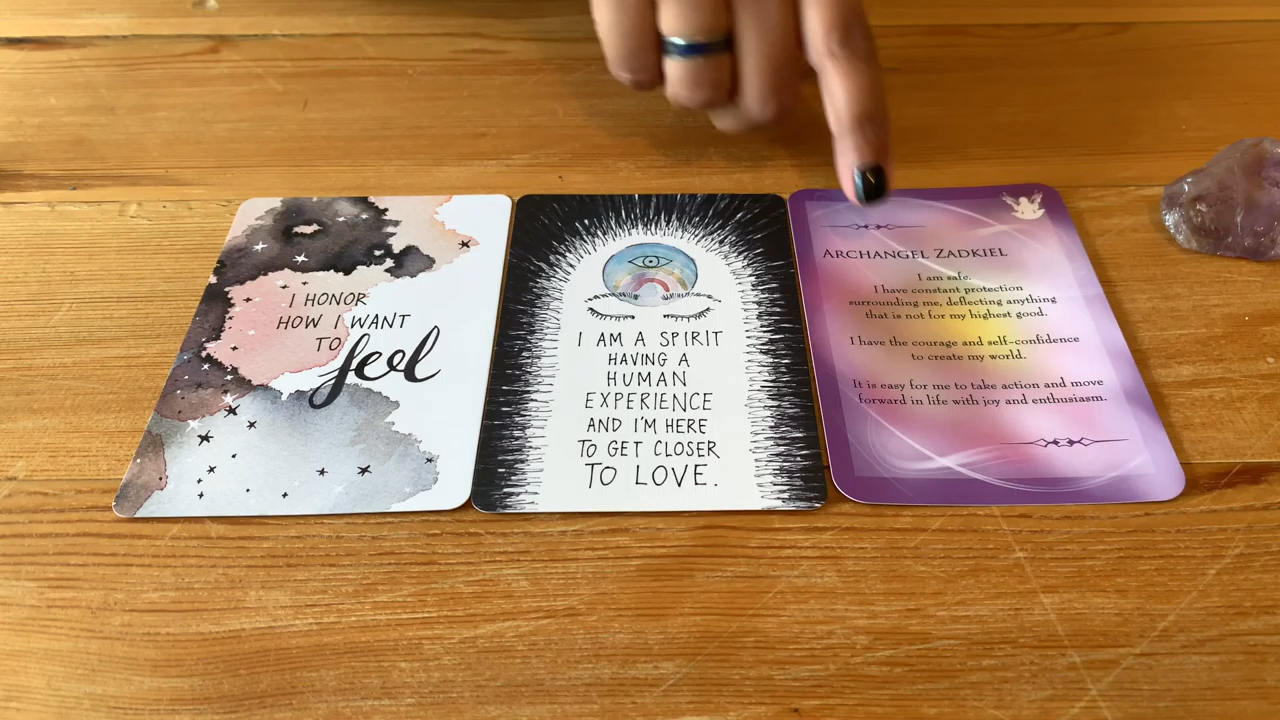 I HONOR
HOW I WANT
TO feel
I AM A SPIRIT
HAVING A
HUMAN
EXPERIENCE
AND I'M HERE
TO GET CLOSER
TO LOVE.
ARCHANGEL ZADKIEL
I am safe.
I have constant protection
surrounding me, deflecting anything
that is not for my highest good.
I have the courage and self-confidence
to create my world.
It is easy for me to take action and move
forward in life with joy and enthusiasm.